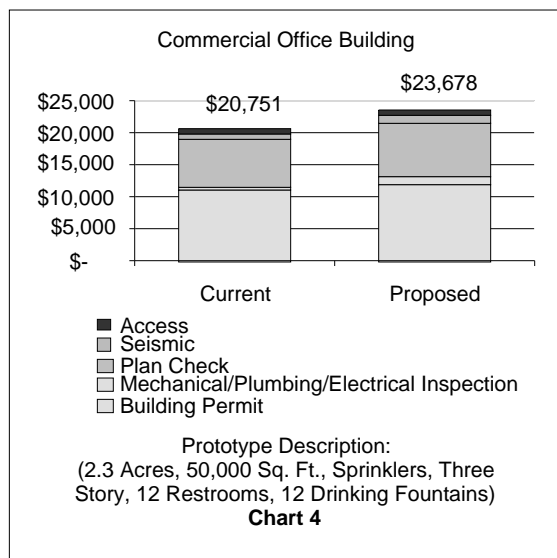 Commercial Office Building
$20,751
$23,678
$25,000
$20,000
$15,000
$10,000
$5,000
$-
Current
Proposed
Access
Seismic
Plan Check
Mechanical/Plumbing/Electrical Inspection
Building Permit
Prototype Description:
(2.3 Acres, 50,000 Sq. Ft., Sprinklers, Three
Story, 12 Restrooms, 12 Drinking Fountains)
Chart 4